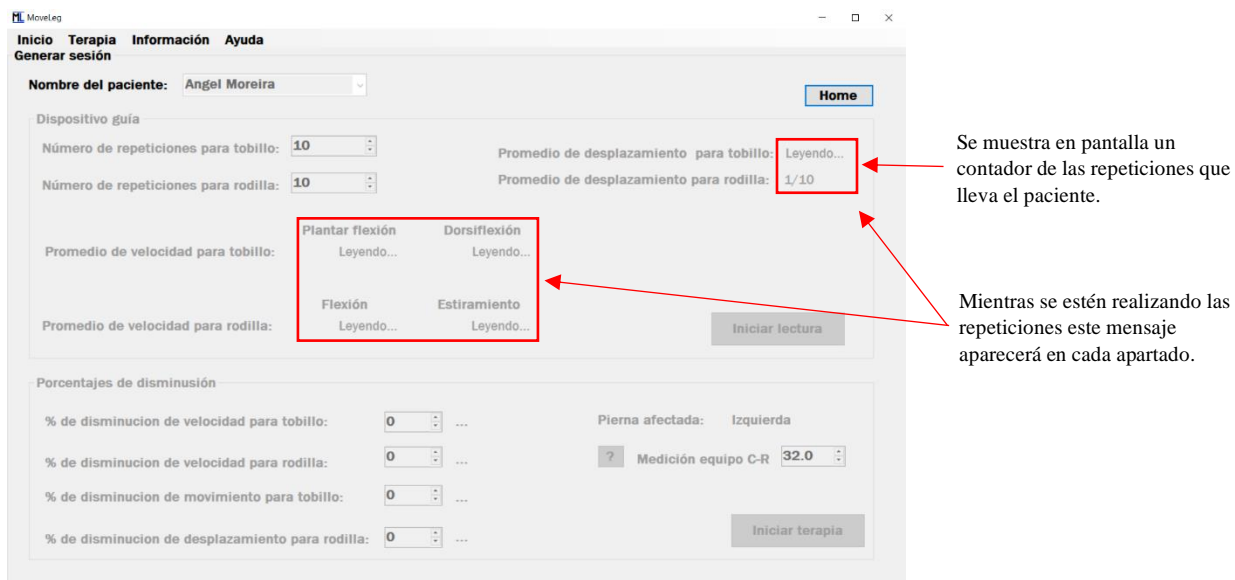 ML MoveLeg
Inicio Terapia Información Ayuda
Generar sesión
Nombre del paciente: Angel Moreira
Home
Dispositivo guía
Número de repeticiones para tobillo: 10
Promedio de desplazamiento para tobillo: Leyendo...
Número de repeticiones para rodilla: 10
Promedio de desplazamiento para rodilla: 1/10
Plantar flexión Dorsiflexión
Promedio de velocidad para tobillo: Leyendo... Leyendo...
Flexión Estiramiento
Promedio de velocidad para rodilla: Leyendo... Leyendo...
Iniciar lectura
Porcentajes de disminusión
% de disminucion de velocidad para tobillo: 0 ...
Pierna afectada: Izquierda
% de disminucion de velocidad para rodilla: 0 ...
? Medición equipo C-R 32.0
% de disminucion de movimiento para tobillo: 0 ...
% de disminucion de desplazamiento para rodilla: 0 ...
Iniciar terapia
Se muestra en pantalla un
contador de las repeticiones que
lleva el paciente.
Mientras se estén realizando las
repeticiones este mensaje
aparecerá en cada apartado.